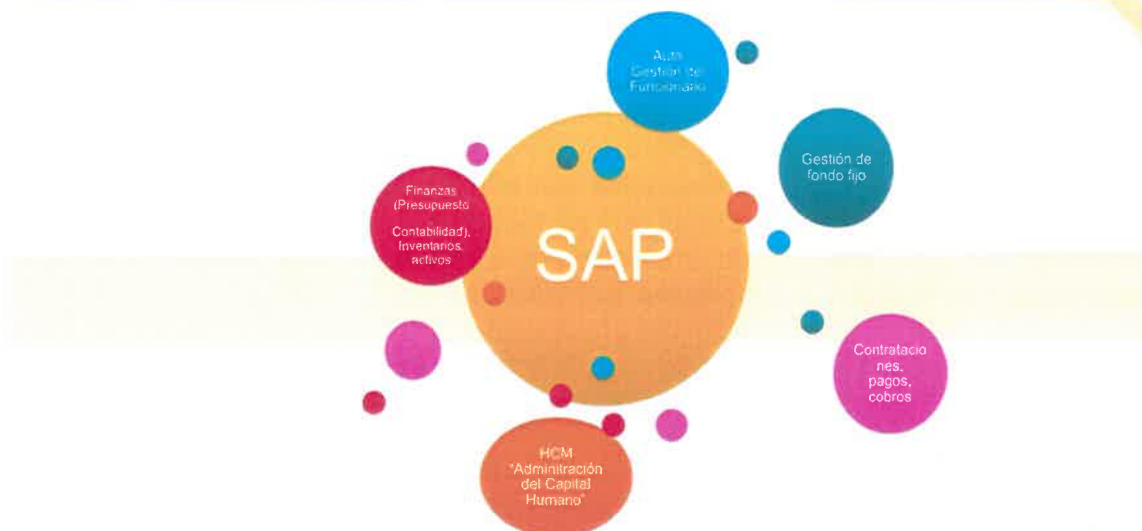 Auto
Gestión del
Funcionario
Gestión de
fondo fijo
Finanzas
(Presupuesto
Contabilidad),
Inventarios,
activos
SAP
Contratacio
nes,
pagos,
cobros
HCM
"Adminitración
del Capital
Humano"